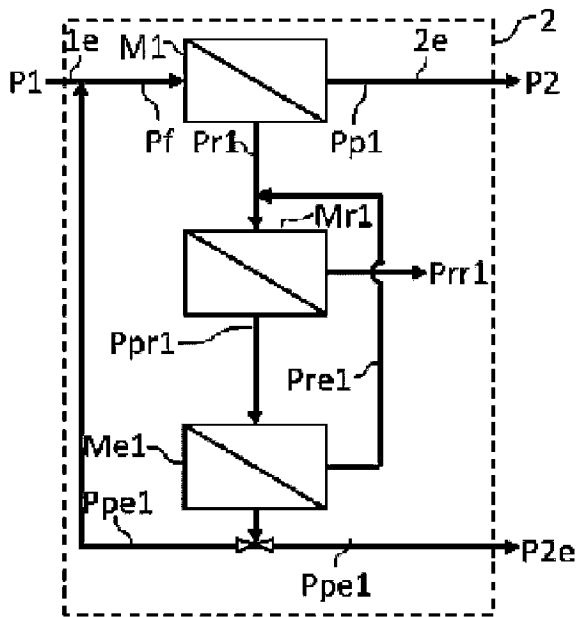 1e M1 2e 2
P1 P2
Pf Pr1 Pp1
Mr1
Prr1
Ppr1
Pre1
Me1
Ppe1
Ppe1 P2e